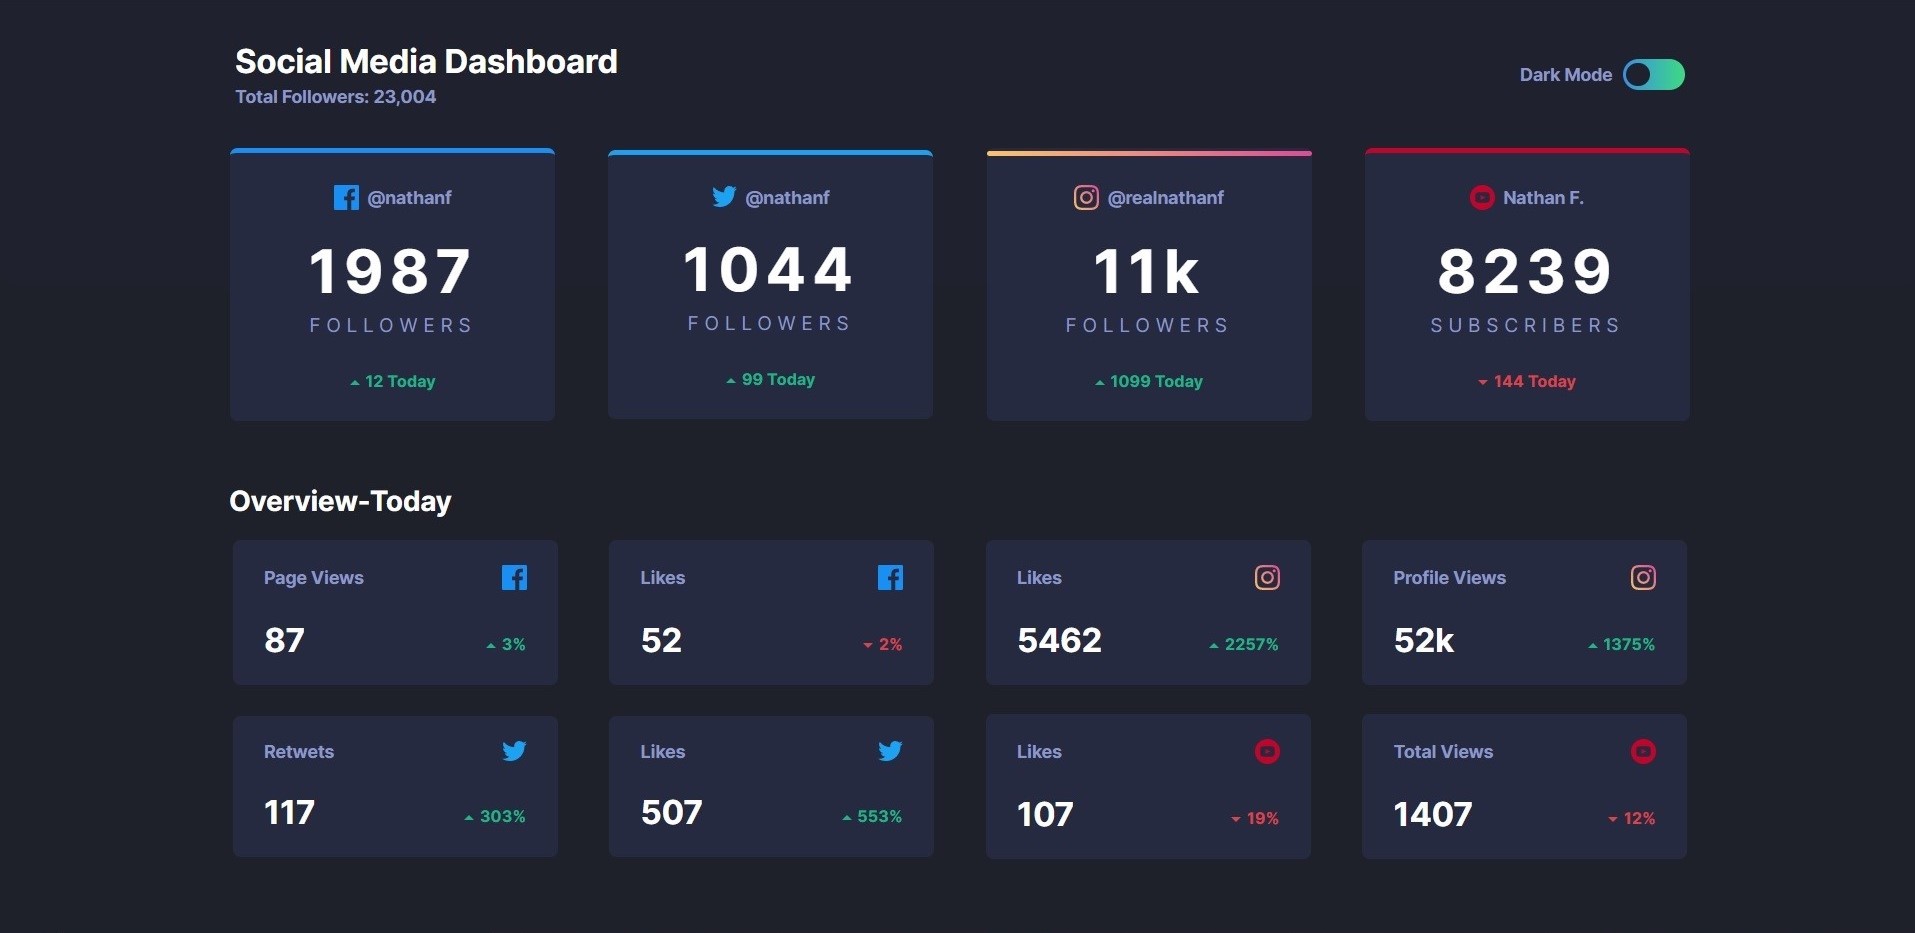 Social Media Dashboard
Total Followers: 23,004
Dark Mode
@nathanf
1987
FOLLOWERS
12 Today
@nathanf
1044
FOLLOWERS
99 Today
@realnathanf
11k
FOLLOWERS
1099 Today
Nathan F.
8239
SUBSCRIBERS
144 Today
Overview-Today
Page Views
87
3%
Likes
52
2%
Likes
5462
2257%
Profile Views
52k
1375%
Retwets
117
303%
Likes
507
553%
Likes
107
19%
Total Views
1407
12%